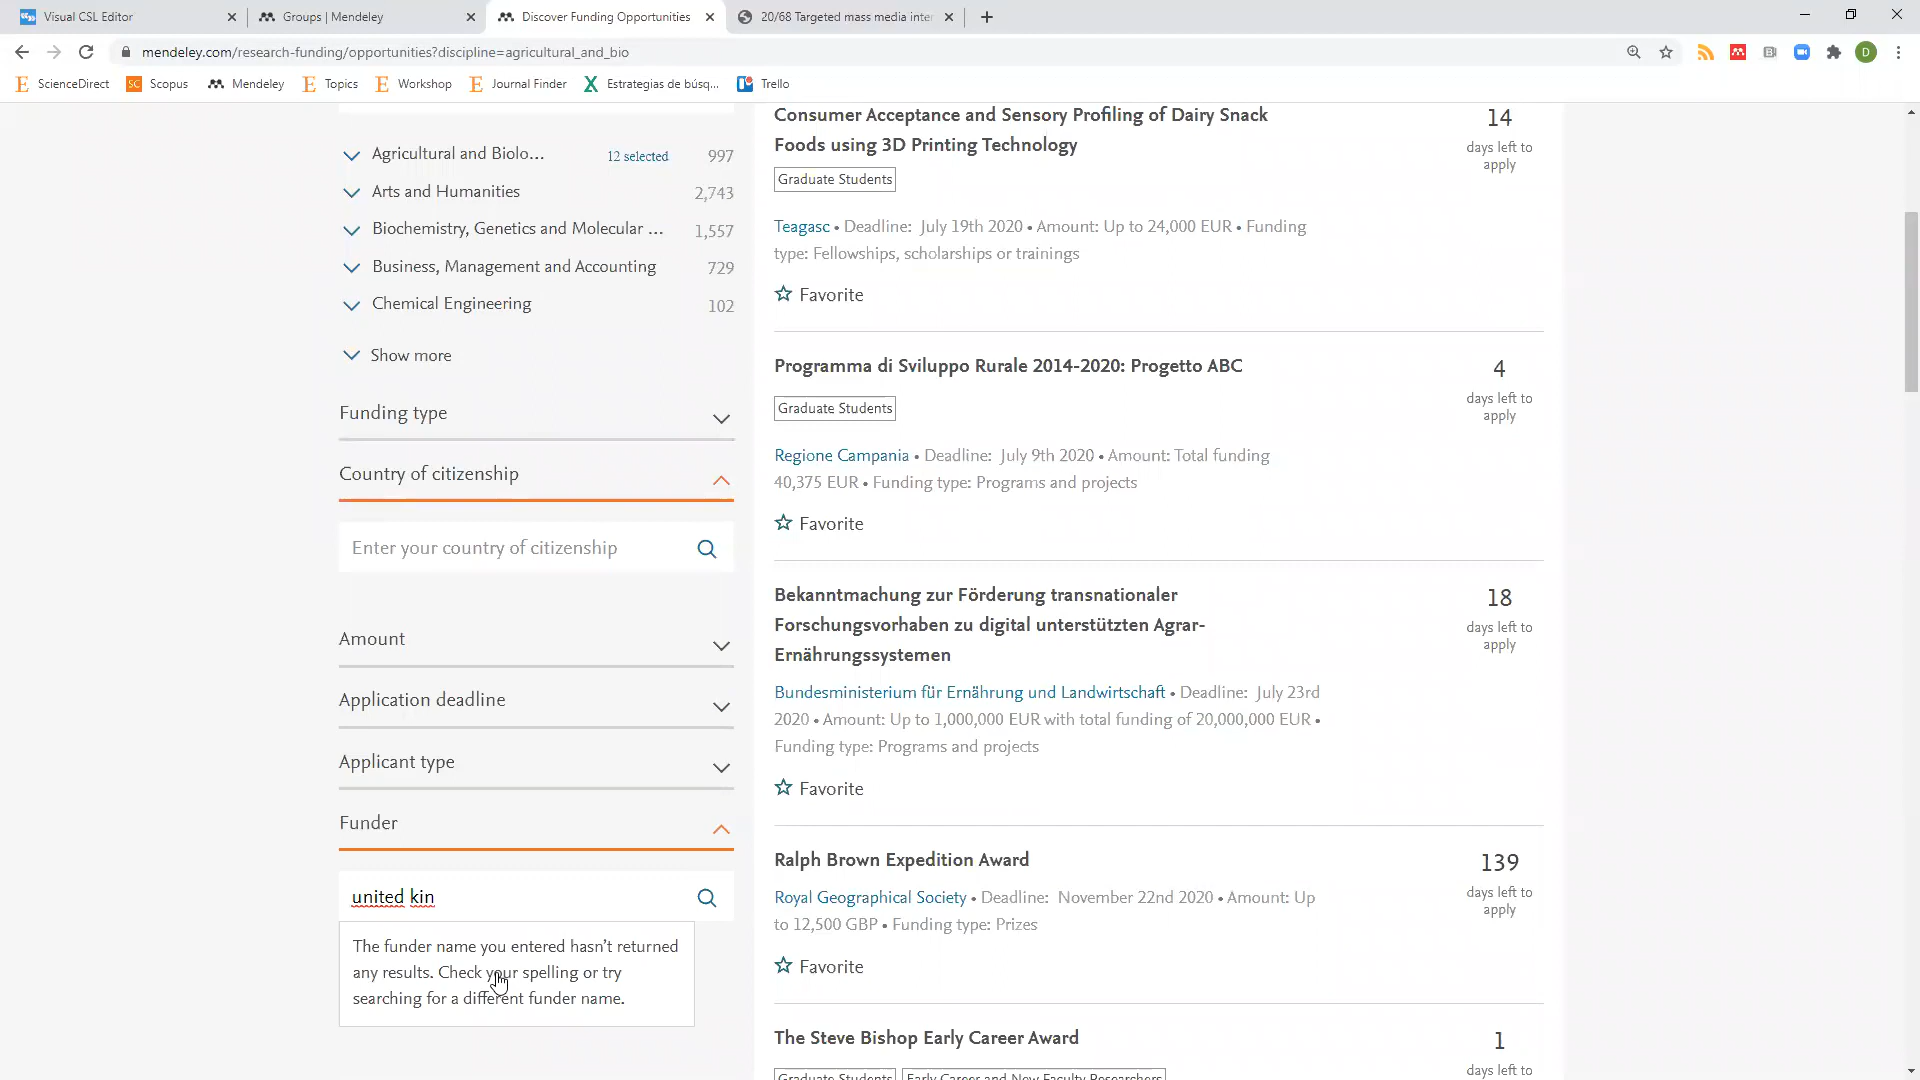 Visual CSL Editor
Groups | Mendeley
Discover Funding Opportunities
20/68 Targeted mass media inte
mendeley.com/research-funding/opportunities?discipline=agricultural_and_bio
D
ScienceDirect
SC Scopus
Mendeley
Topics
Workshop
Journal Finder
Estrategias de búsq...
Trello
Agricultural and Biolo... 12 selected 997
Arts and Humanities 2,743
Biochemistry, Genetics and Molecular ... 1,557
Business, Management and Accounting 729
Chemical Engineering 102
Show more
Funding type
Country of citizenship
Enter your country of citizenship
Amount
Application deadline
Applicant type
Funder
united kin
The funder name you entered hasn't returned
any results. Check your spelling or try
searching for a different funder name.
Consumer Acceptance and Sensory Profiling of Dairy Snack
Foods using 3D Printing Technology
Graduate Students
Teagasc • Deadline: July 19th 2020 • Amount: Up to 24,000 EUR • Funding
type: Fellowships, scholarships or trainings
Favorite
14
days left to
apply
Programma di Sviluppo Rurale 2014-2020: Progetto ABC
Graduate Students
Regione Campania • Deadline: July 9th 2020 • Amount: Total funding
40,375 EUR • Funding type: Programs and projects
Favorite
4
days left to
apply
Bekanntmachung zur Förderung transnationaler
Forschungsvorhaben zu digital unterstützten Agrar-
Ernährungssystemen
Bundesministerium für Ernährung und Landwirtschaft • Deadline: July 23rd
2020 • Amount: Up to 1,000,000 EUR with total funding of 20,000,000 EUR •
Funding type: Programs and projects
Favorite
18
days left to
apply
Ralph Brown Expedition Award
Royal Geographical Society • Deadline: November 22nd 2020 • Amount: Up
to 12,500 GBP • Funding type: Prizes
Favorite
139
days left to
apply
The Steve Bishop Early Career Award
Graduate Students Early Career and New Faculty Researchers
1
days left to